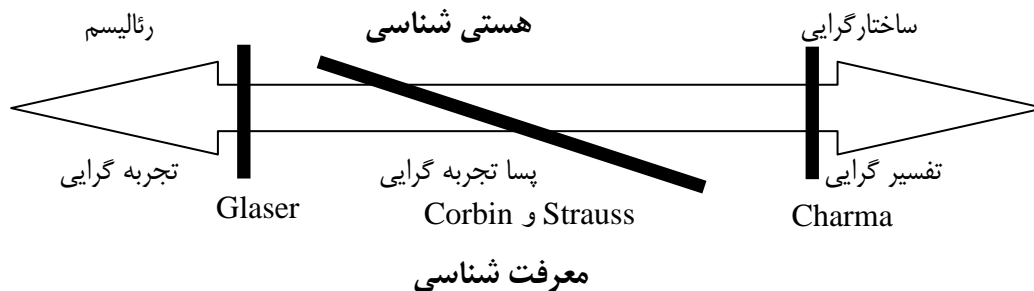 رئالیسم
هستی شناسی
ساختارگرایی
تجربه گرایی
پسا تجربه گرایی
تفسیر گرایی
Glaser
Corbin و Strauss
Charma
معرفت شناسی